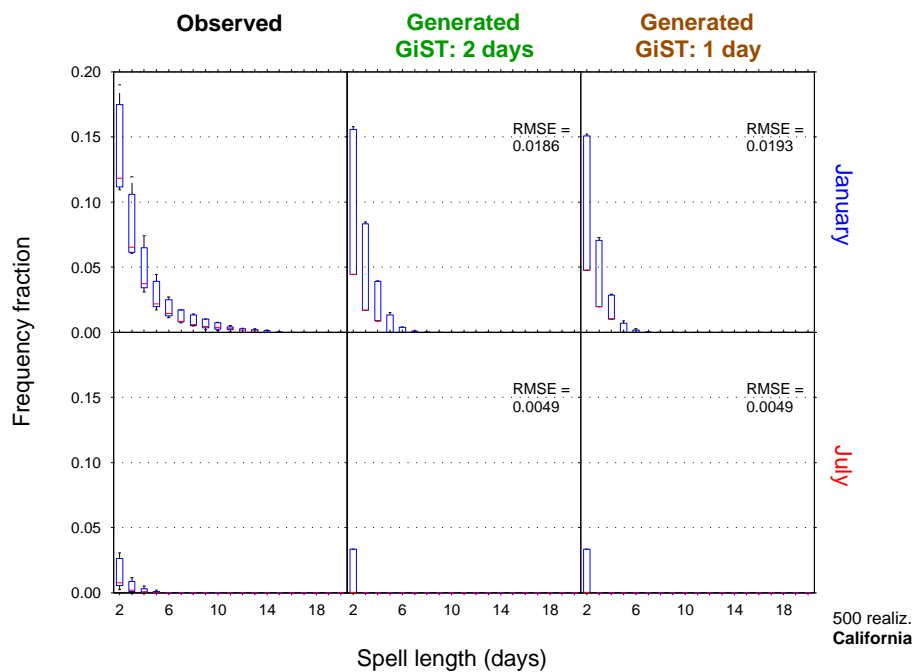 Observed
Generated
GiST: 2 days
Generated
GiST: 1 day
0.20
0.15
0.10
0.05
0.00
RMSE =
0.0186
RMSE =
0.0193
January
Frequency fraction
0.15
0.10
0.05
0.00
RMSE =
0.0049
RMSE =
0.0049
July
2 6 10 14 18
2 6 10 14 18
2 6 10 14 18
Spell length (days)
500 realiz.
California